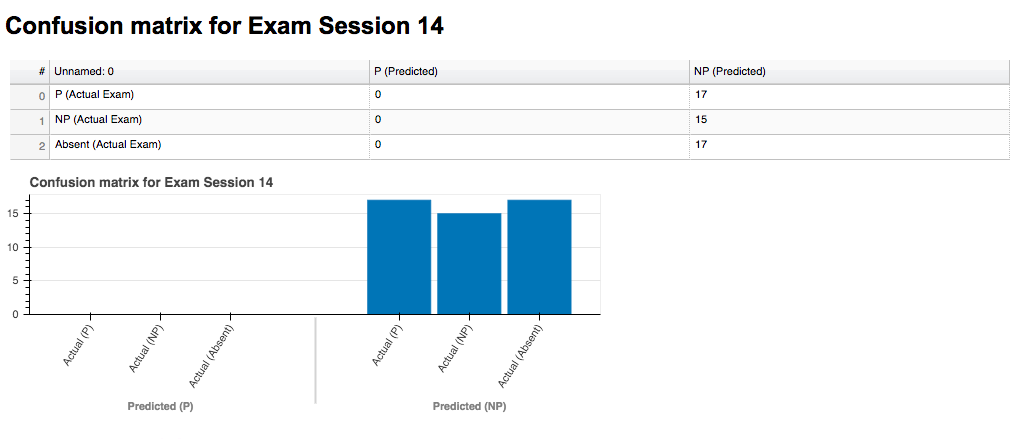 Confusion matrix for Exam Session 14
# Unnamed: 0 P (Predicted) NP (Predicted)
0 P (Actual Exam) 0 17
1 NP (Actual Exam) 0 15
2 Absent (Actual Exam) 0 17
Confusion matrix for Exam Session 14
15
10
5
0
Actual (P) Actual (NP) Actual (Absent) Actual (P) Actual (NP) Actual (Absent)
Predicted (P) Predicted (NP)